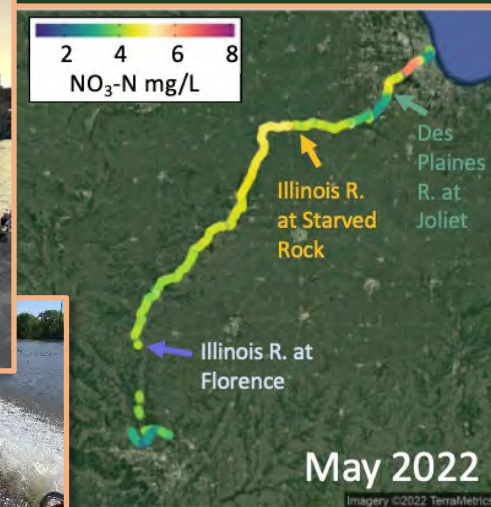 2 4 6 8
NO₃-N mg/L
Des
Plaines
R. at
Joliet
Illinois R.
at Starved
Rock
Illinois R. at
Florence
May 2022
Imagery ©2022 TerraMetrics